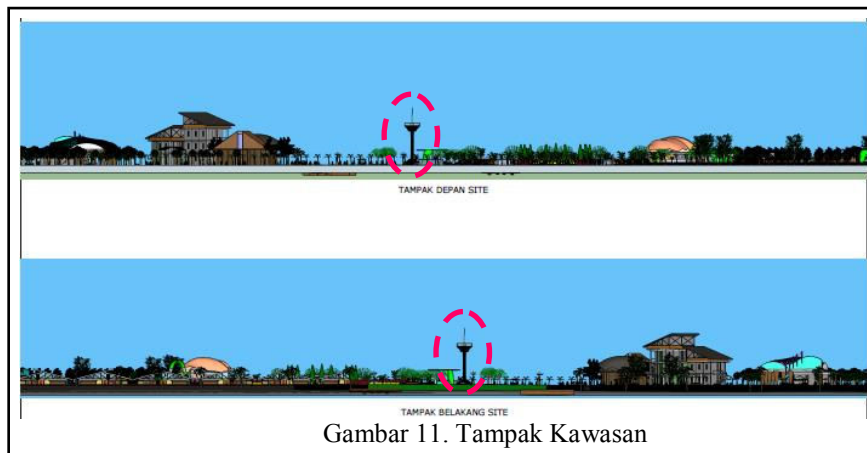 TAMPAK DEPAN SITE
TAMPAK BELAKANG SITE
Gambar 11. Tampak Kawasan